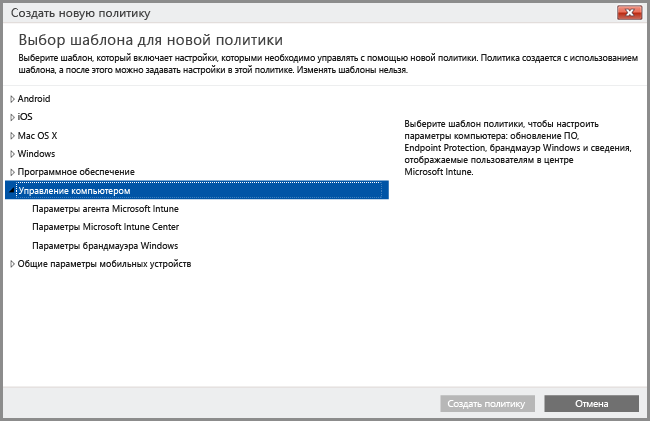 Создать новую политику
Выбор шаблона для новой политики
Выберите шаблон, который включает настройки, которыми необходимо управлять с помощью новой политики. Политика создается с использованием
шаблона, а после этого можно задавать настройки в этой политике. Изменять шаблоны нельзя.
Android
iOS
Mac OS X
Windows
Программное обеспечение
Управление компьютером
Параметры агента Microsoft Intune
Параметры Microsoft Intune Center
Параметры брандмауэра Windows
Общие параметры мобильных устройств
Выберите шаблон политики, чтобы настроить
параметры компьютера: обновление ПО,
Endpoint Protection, брандмауэр Windows и сведения,
отображаемые пользователям в центре
Microsoft Intune.
Создать политику
Отмена